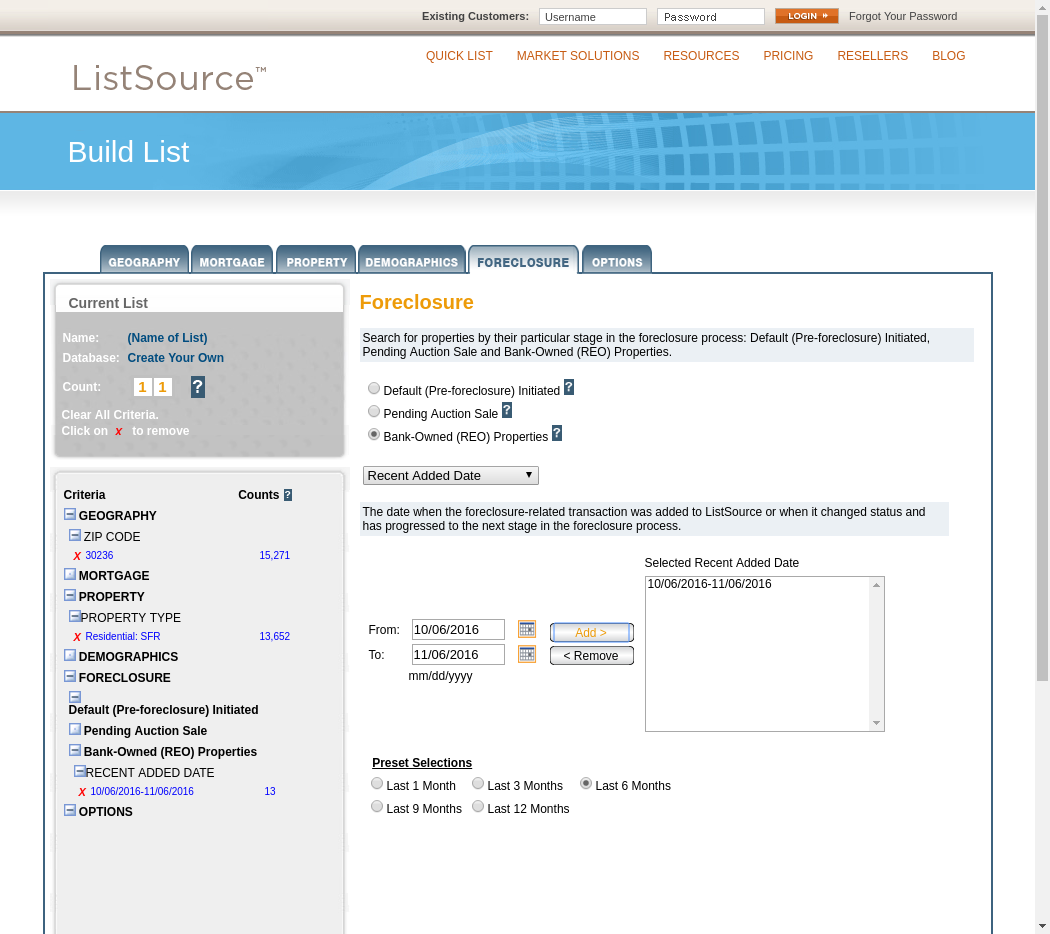 Existing Customers: Username Password LOGIN Forgot Your Password
QUICK LIST MARKET SOLUTIONS RESOURCES PRICING RESELLERS BLOG
ListSource™
Build List
GEOGRAPHY MORTGAGE PROPERTY DEMOGRAPHICS FORECLOSURE OPTIONS
Current List
Name: (Name of List)
Database: Create Your Own
Count: 1 1 ?
Clear All Criteria.
Click on x to remove
Criteria Counts ?
GEOGRAPHY
ZIP CODE
X 30236 15,271
MORTGAGE
PROPERTY
PROPERTY TYPE
X Residential: SFR 13,652
DEMOGRAPHICS
FORECLOSURE
Default (Pre-foreclosure) Initiated
Pending Auction Sale
Bank-Owned (REO) Properties
RECENT ADDED DATE
X 10/06/2016-11/06/2016 13
OPTIONS
Foreclosure
Search for properties by their particular stage in the foreclosure process: Default (Pre-foreclosure) Initiated,
Pending Auction Sale and Bank-Owned (REO) Properties.
Default (Pre-foreclosure) Initiated ?
Pending Auction Sale ?
Bank-Owned (REO) Properties ?
Recent Added Date
The date when the foreclosure-related transaction was added to ListSource or when it changed status and
has progressed to the next stage in the foreclosure process.
Selected Recent Added Date
10/06/2016-11/06/2016
From: 10/06/2016 Add >
To: 11/06/2016 < Remove
mm/dd/yyyy
Preset Selections
Last 1 Month Last 3 Months Last 6 Months
Last 9 Months Last 12 Months